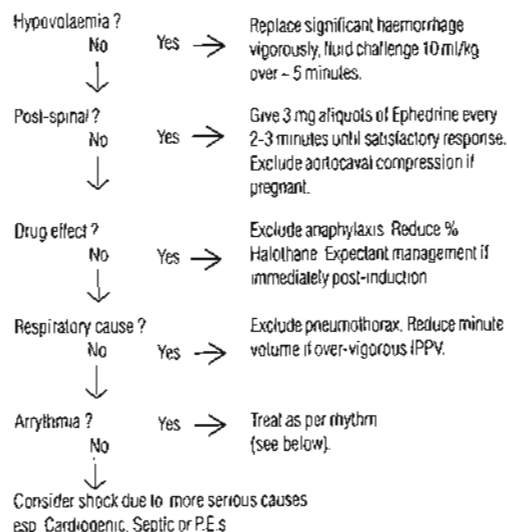 Hypovolaemia ?
No
Yes
Replace significant haemorrhage
vigorously, fluid challenge 10 ml/kg
over ~ 5 minutes.
Post-spinal ?
No
Yes
Give 3 mg aliquots of Ephedrine every
2-3 minutes until satisfactory response.
Exclude aortocaval compression if
pregnant.
Drug effect ?
No
Yes
Exclude anaphylaxis Reduce %
Halothane Expectant management if
immediately post-induction
Respiratory cause ?
No
Yes
Exclude pneumothorax. Reduce minute
volume if over-vigorous IPPV.
Arrythmia ?
No
Yes
Treat as per rhythm
(see below).
Consider shock due to more serious causes
esp Cardiogenic, Septic or P.E.s